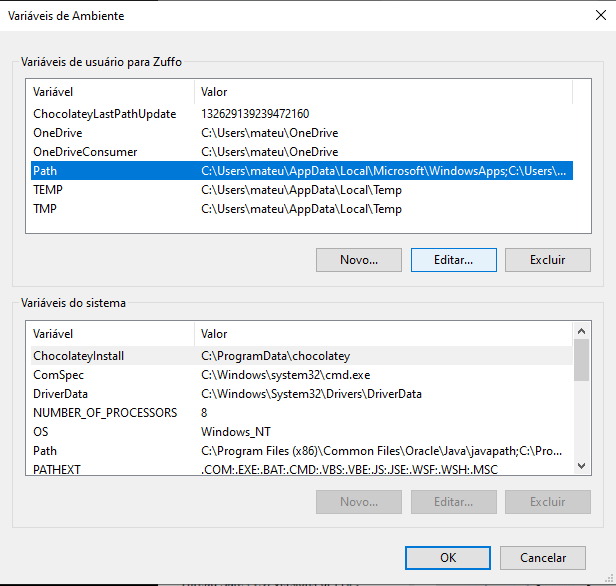 Variáveis de Ambiente
Variáveis de usuário para Zuffo
Variável Valor
ChocolateyLastPathUpdate 132629139239472160
OneDrive C:\Users\mateu\OneDrive
OneDriveConsumer C:\Users\mateu\OneDrive
Path C:\Users\mateu\AppData\Local\Microsoft\WindowsApps;C:\Users\...
TEMP C:\Users\mateu\AppData\Local\Temp
TMP C:\Users\mateu\AppData\Local\Temp
Novo... Editar... Excluir
Variáveis do sistema
Variável Valor
ChocolateyInstall C:\ProgramData\chocolatey
ComSpec C:\Windows\system32\cmd.exe
DriverData C:\Windows\System32\Drivers\DriverData
NUMBER_OF_PROCESSORS 8
OS Windows_NT
Path C:\Program Files (x86)\Common Files\Oracle\Java\javapath;C:\Pro...
PATHEXT .COM;.EXE;.BAT;.CMD;.VBS;.VBE;.JS;.JSE;.WSF;.WSH;.MSC
Novo... Editar... Excluir
OK Cancelar